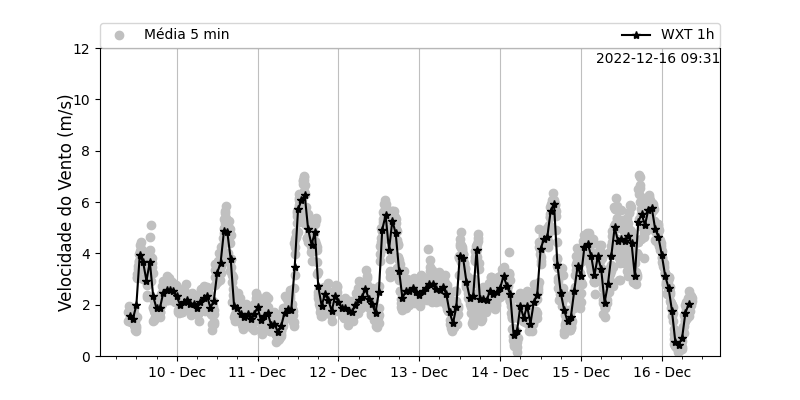 Média 5 min
WXT 1h
2022-12-16 09:31
Velocidade do Vento (m/s)
12
10
8
6
4
2
0
10 - Dec
11 - Dec
12 - Dec
13 - Dec
14 - Dec
15 - Dec
16 - Dec